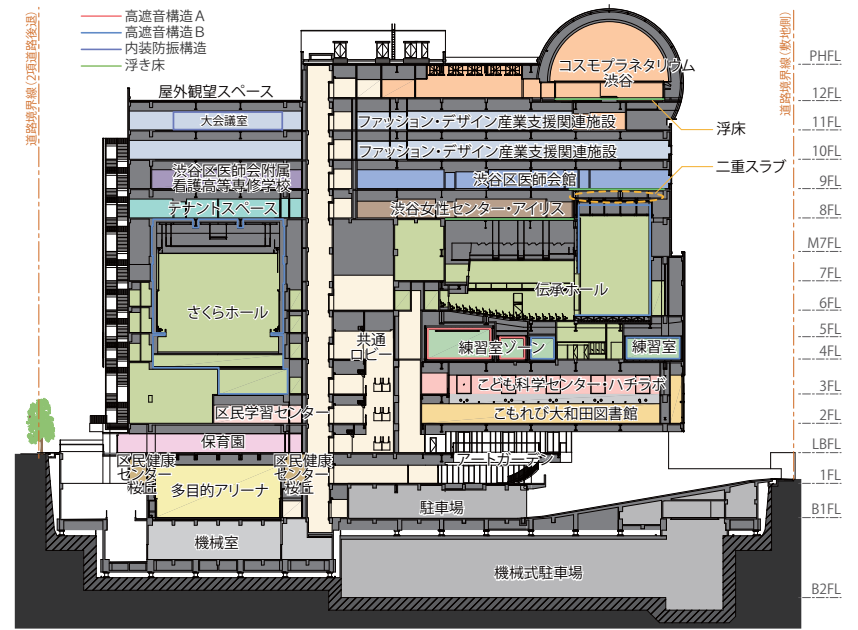 高遮音構造A
高遮音構造B
内装防振構造
浮き床
道路境界線(2項道路後退)
道路境界線(敷地側)
コスモプラネタリウム
渋谷
PHFL
屋外観望スペース
12FL
大会議室
ファッション・デザイン産業支援関連施設
浮床
11FL
ファッション・デザイン産業支援関連施設
10FL
二重スラブ
渋谷区医師会附属
看護高等専修学校
渋谷区医師会館
9FL
テナントスペース
渋谷女性センター・アイリス
8FL
M7FL
7FL
伝承ホール
さくらホール
6FL
5FL
共通
ロビー
練習室ゾーン
練習室
4FL
こども科学センター・ハチラボ
3FL
区民学習センター
こもれび大和田図書館
2FL
保育園
LBFL
区民健康
センター
桜丘
区民健康
センター
桜丘
アートガーデン
1FL
多目的アリーナ
駐車場
B1FL
機械室
機械式駐車場
B2FL